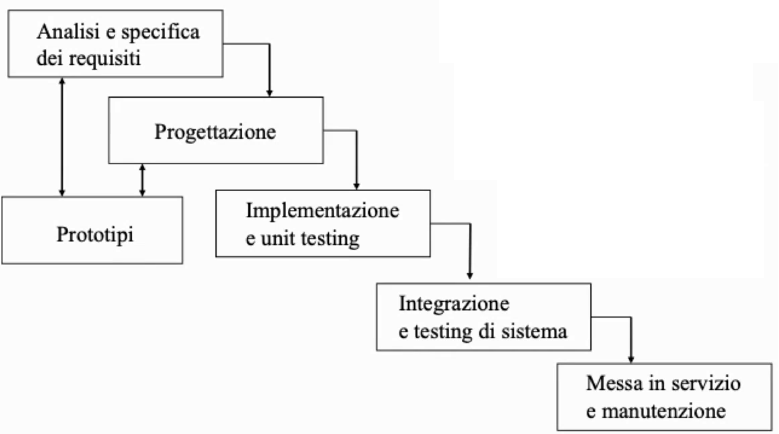 Analisi e specifica
dei requisiti
Progettazione
Prototipi
Implementazione
e unit testing
Integrazione
e testing di sistema
Messa in servizio
e manutenzione